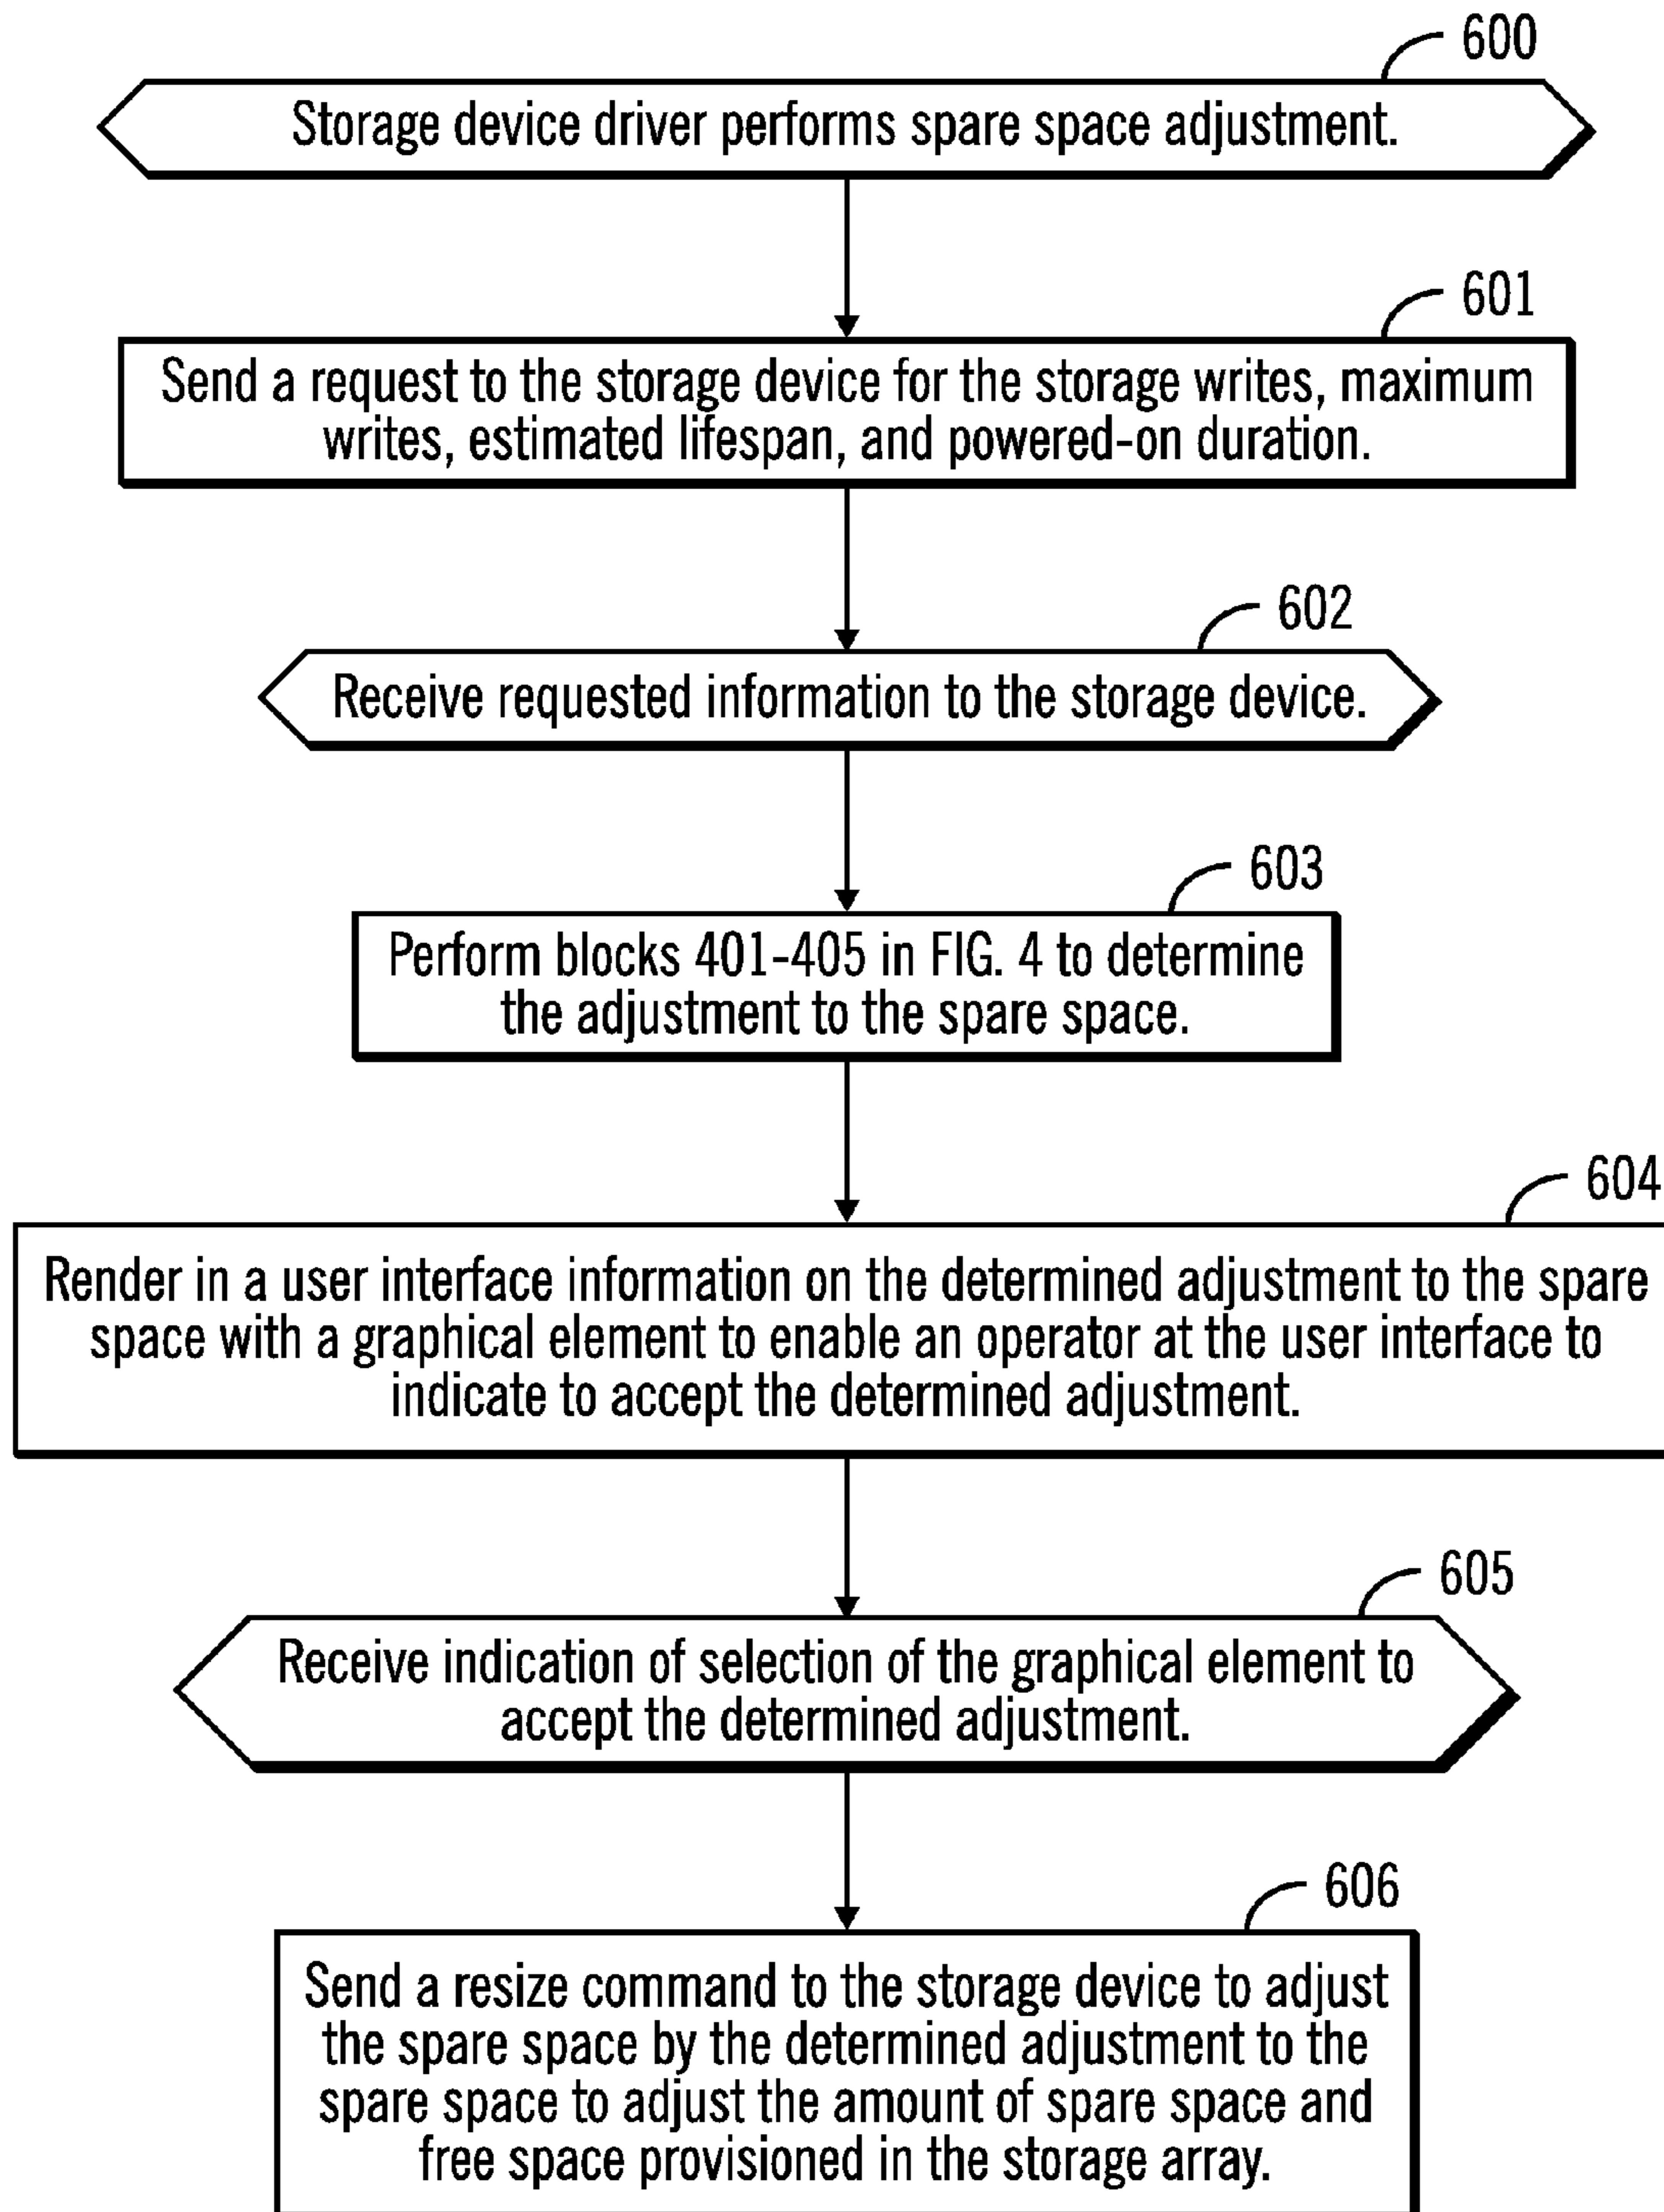 600
Storage device driver performs spare space adjustment.
601
Send a request to the storage device for the storage writes, maximum
writes, estimated lifespan, and powered-on duration.
602
Receive requested information to the storage device.
603
Perform blocks 401-405 in FIG. 4 to determine
the adjustment to the spare space.
604
Render in a user interface information on the determined adjustment to the spare
space with a graphical element to enable an operator at the user interface to
indicate to accept the determined adjustment.
605
Receive indication of selection of the graphical element to
accept the determined adjustment.
606
Send a resize command to the storage device to adjust
the spare space by the determined adjustment to the
spare space to adjust the amount of spare space and
free space provisioned in the storage array.